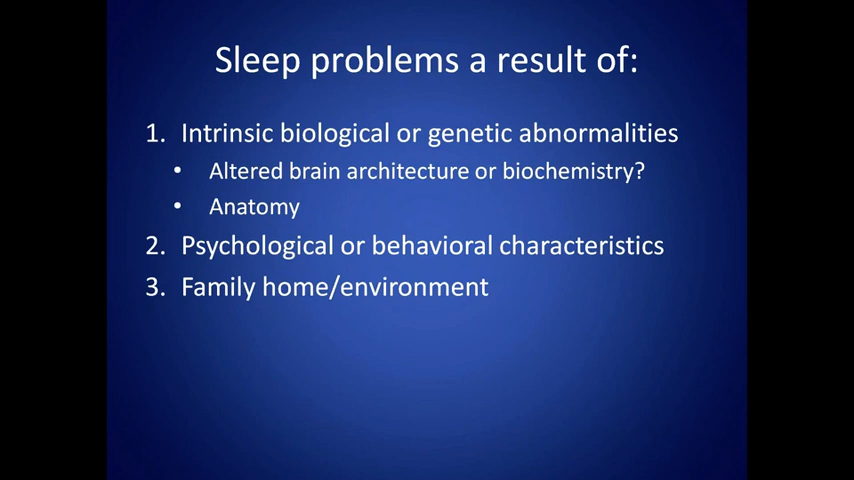 Sleep problems a result of:
1. Intrinsic biological or genetic abnormalities
• Altered brain architecture or biochemistry?
• Anatomy
2. Psychological or behavioral characteristics
3. Family home/environment